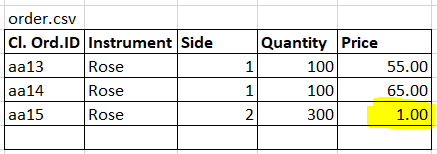 order.csv
Cl. Ord.ID Instrument Side Quantity Price
aa13 Rose 1 100 55.00
aa14 Rose 1 100 65.00
aa15 Rose 2 300 1.00